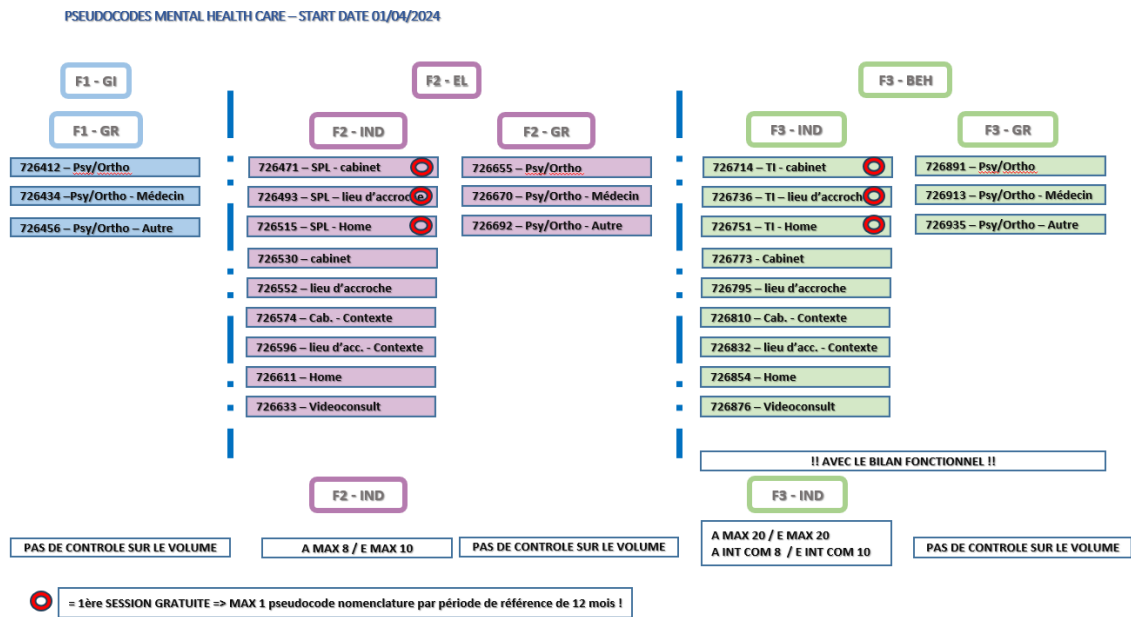 PSEUDOCODES MENTAL HEALTH CARE – START DATE 01/04/2024
F1 - GI
F2 - EL
F3 - BEH
F1 - GR
F2 - IND
F2 - GR
F3 - IND
F3 - GR
726412 – Psy/Ortho
726434 –Psy/Ortho - Médecin
726456 – Psy/Ortho – Autre
726471 – SPL - cabinet
726493 – SPL – lieu d'accroche
726515 – SPL - Home
726530 – cabinet
726552 – lieu d'accroche
726574 – Cab. - Contexte
726596 – lieu d'acc. - Contexte
726611 – Home
726633 – Videoconsult
726655 – Psy/Ortho
726670 – Psy/Ortho - Médecin
726692 – Psy/Ortho - Autre
726714 – TI - cabinet
726736 – TI – lieu d'accroche
726751 – TI - Home
726773 - Cabinet
726795 – lieu d'accroche
726810 – Cab. - Contexte
726832 – lieu d'acc. - Contexte
726854 – Home
726876 – Videoconsult
726891 – Psy/Ortho
726913 – Psy/Ortho - Médecin
726935 – Psy/Ortho – Autre
!! AVEC LE BILAN FONCTIONNEL !!
F2 - IND
F3 - IND
PAS DE CONTROLE SUR LE VOLUME
A MAX 8 / E MAX 10
PAS DE CONTROLE SUR LE VOLUME
A MAX 20 / E MAX 20
A INT COM 8 / E INT COM 10
PAS DE CONTROLE SUR LE VOLUME
= 1ère SESSION GRATUITE => MAX 1 pseudocode nomenclature par période de référence de 12 mois !